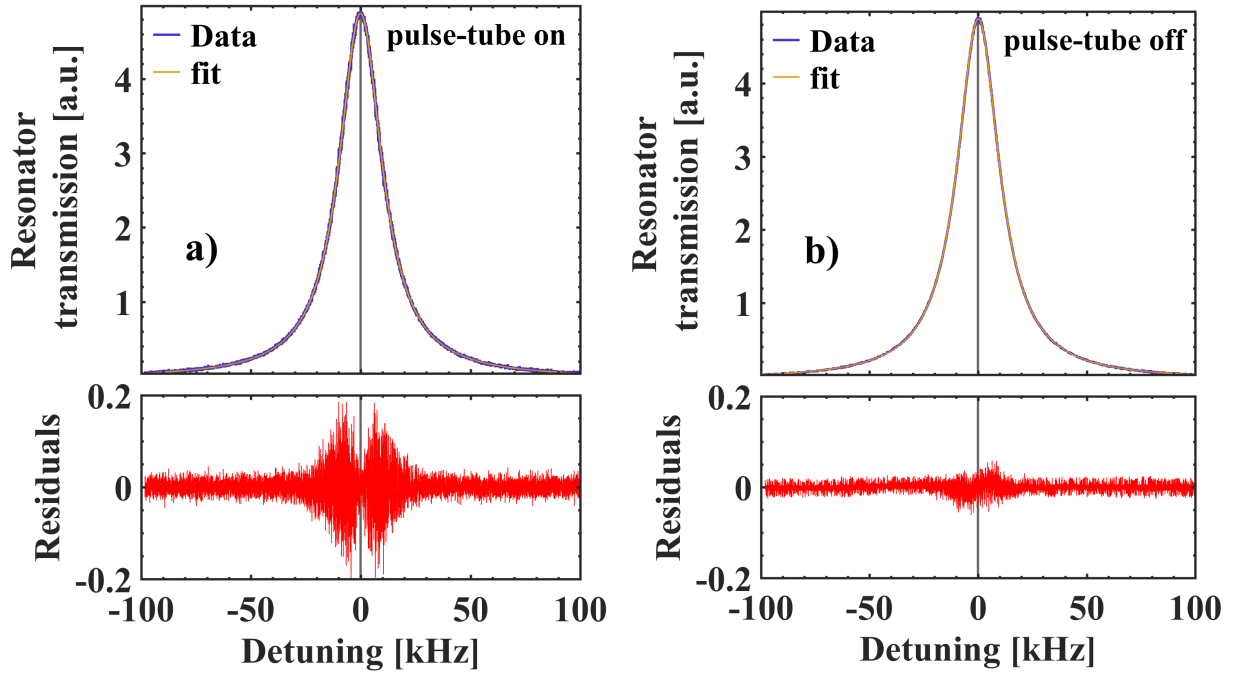 Resonator
transmission [a.u.]
4
3
2
1
Data
fit
pulse-tube on
a)
Residuals
0.2
0
-0.2
-100
-50
0
50
100
Detuning [kHz]
Resonator
transmission [a.u.]
4
3
2
1
Data
fit
pulse-tube off
b)
Residuals
0.2
0
-0.2
-100
-50
0
50
100
Detuning [kHz]